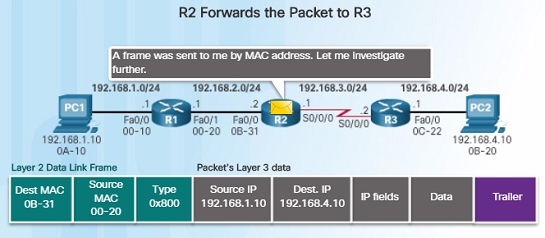 R2 Forwards the Packet to R3
A frame was sent to me by MAC address. Let me investigate
further.
192.168.1.0/24 192.168.2.0/24 192.168.3.0/24 192.168.4.0/24
PC1 .1 .1 .2 .1 .2 .1 PC2
Fa0/0 R1 Fa0/1 Fa0/0 R2 S0/0/0 S0/0/0 R3 Fa0/0
00-10 00-20 0B-31 0C-22
192.168.1.10 192.168.4.10
0A-10 0B-20
Layer 2 Data Link Frame Packet's Layer 3 data
Dest MAC
0B-31
Source
MAC
00-20
Type
0x800
Source IP
192.168.1.10
Dest. IP
192.168.4.10
IP fields
Data
Trailer